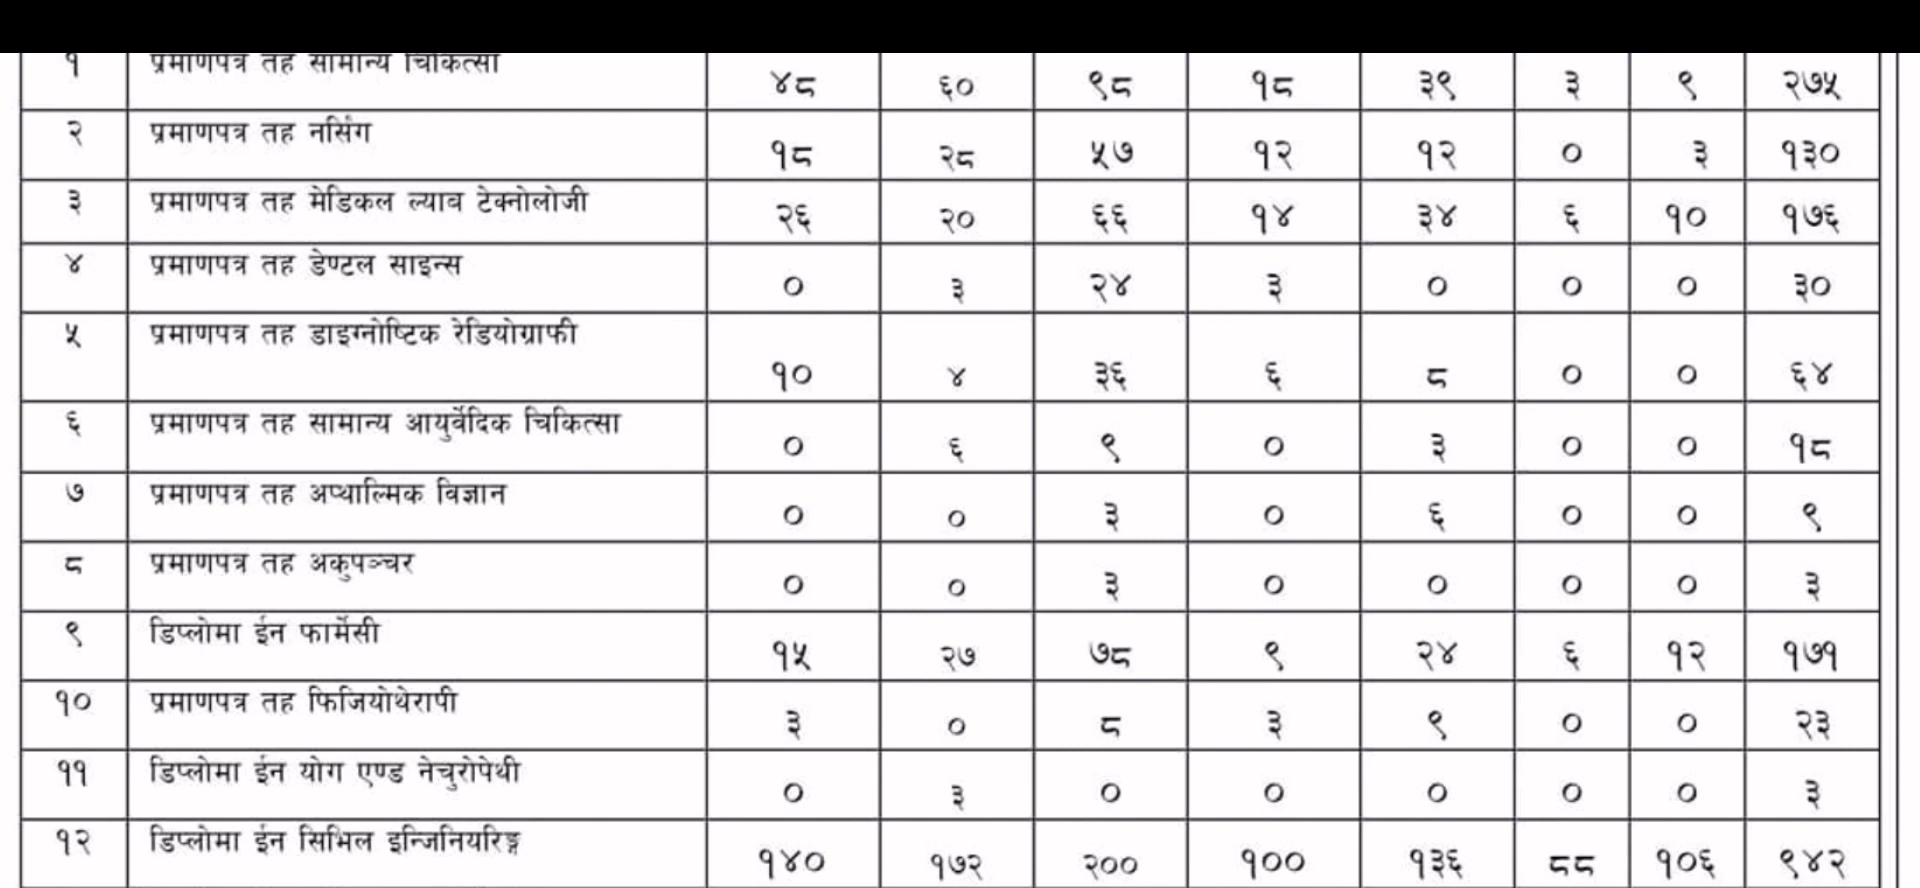 १ प्रमाणपत्र तह सामान्य चिकित्सा ४८ ६० ९८ १८ ३९ ३ ९ २७५
२ प्रमाणपत्र तह नर्सिंग १८ २८ ५७ १२ १२ ० ३ १३०
३ प्रमाणपत्र तह मेडिकल ल्याव टेक्नोलोजी २६ २० ६६ १४ ३४ ६ १० १७६
४ प्रमाणपत्र तह डेण्टल साइन्स ० ३ २४ ३ ० ० ० ३०
५ प्रमाणपत्र तह डाइग्नोष्टिक रेडियोग्राफी १० ४ ३६ ६ ८ ० ० ६४
६ प्रमाणपत्र तह सामान्य आयुर्वेदिक चिकित्सा ० ६ ९ ० ३ ० ० १८
७ प्रमाणपत्र तह अप्थाल्मिक विज्ञान ० ० ३ ० ६ ० ० ९
८ प्रमाणपत्र तह अकुपञ्चर ० ० ३ ० ० ० ० ३
९ डिप्लोमा ईन फार्मेसी १५ २७ ७८ ९ २४ ६ १२ १७१
१० प्रमाणपत्र तह फिजियोथेरापी ३ ० ८ ३ ९ ० ० २३
११ डिप्लोमा ईन योग एण्ड नेचुरोपेथी ० ३ ० ० ० ० ० ३
१२ डिप्लोमा ईन सिभिल इन्जिनियरिङ्ग १४० १७२ २०० १०० १३६ ८८ १०६ ९४२